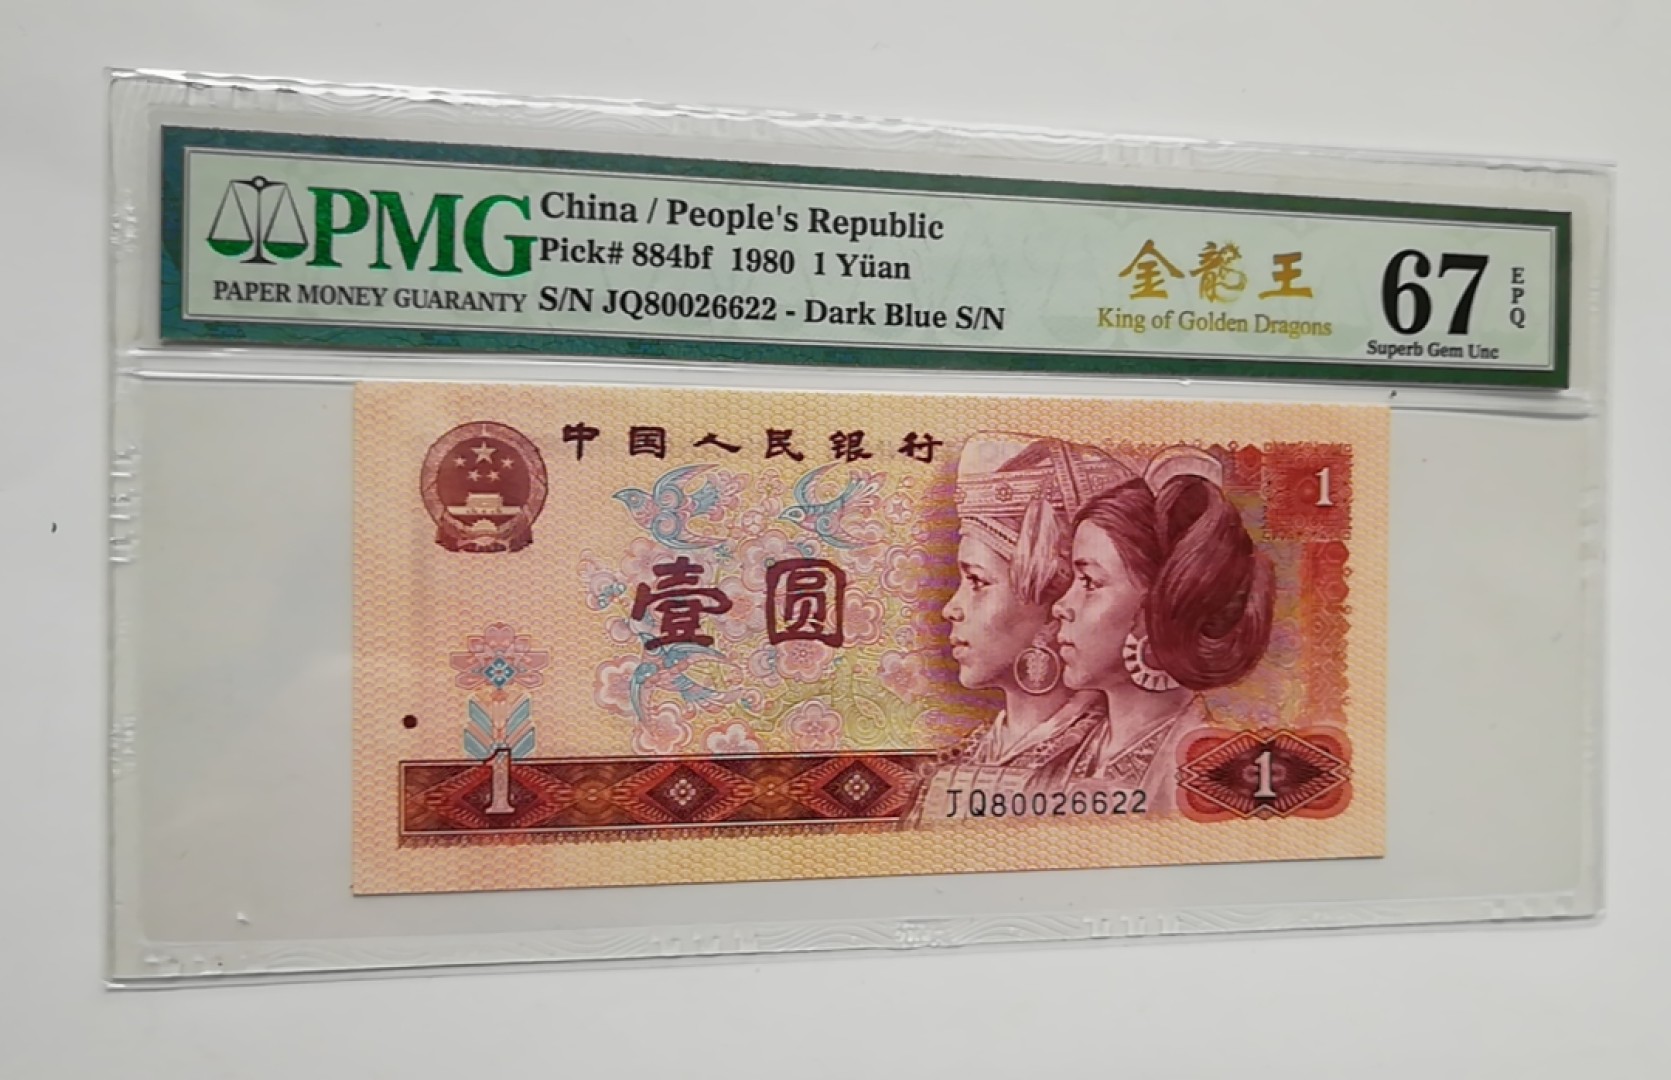 PMG
PAPER MONEY GUARANTY
China / People's Republic
Pick# 884bf 1980 1 Yüan
S/N JQ80026622 - Dark Blue S/N
金龍王
King of Golden Dragons
67
EPQ
Superb Gem Unc
中国人民银行
1
壹圆
1
JQ80026622
1